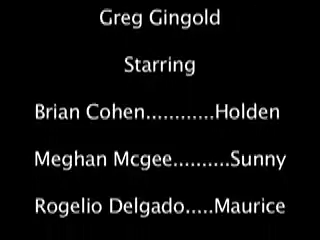 Greg Gingold
Starring
Brian Cohen............Holden
Meghan Mcgee..........Sunny
Rogelio Delgado.....Maurice